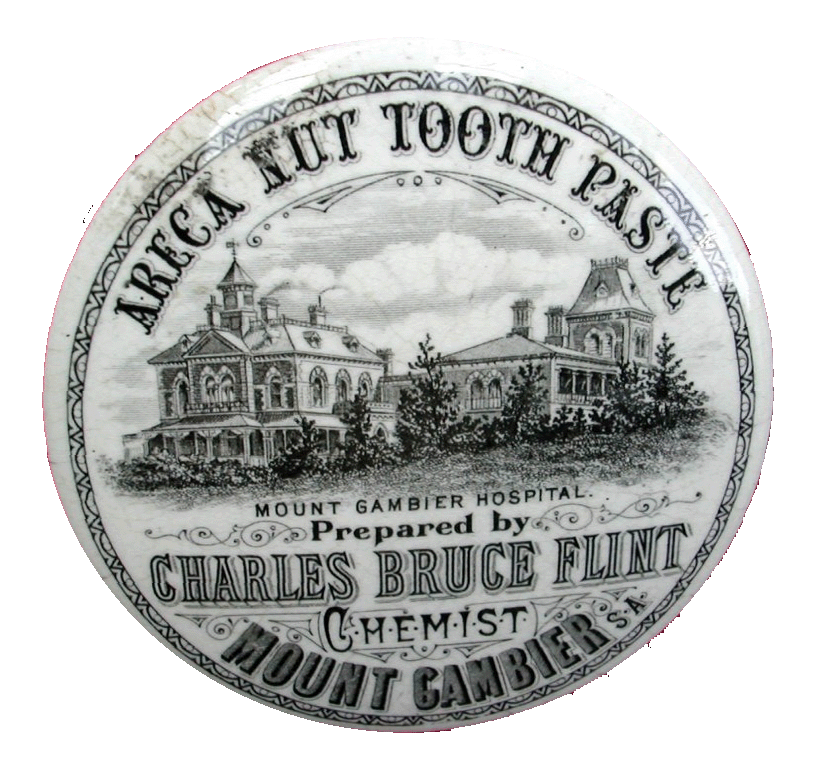 ARECA NUT TOOTH PASTE
MOUNT GAMBIER HOSPITAL.
Prepared by
CHARLES BRUCE FLINT
CHEMIST
MOUNT GAMBIER S.A.